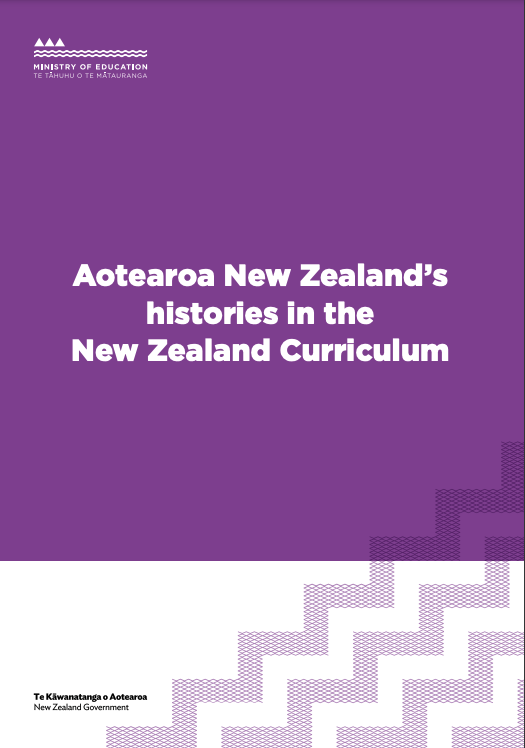 MINISTRY OF EDUCATION
TE TĀHUHU O TE MĀTAURANGA
Aotearoa New Zealand’s
histories in the
New Zealand Curriculum
Te Kāwanatanga o Aotearoa
New Zealand Government